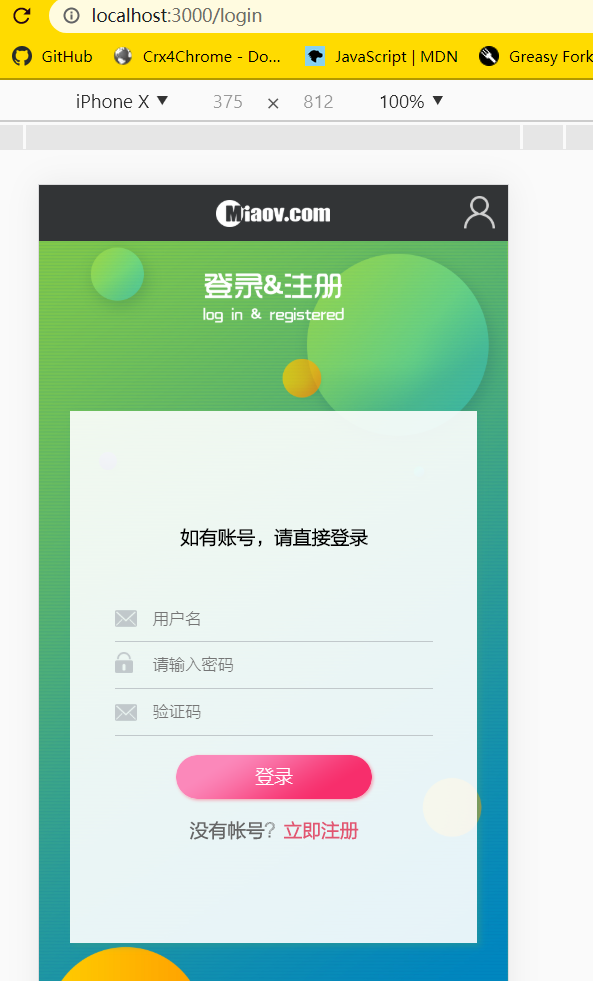 localhost:3000/login
GitHub Crx4Chrome - Do... JavaScript | MDN Greasy Fork
iPhone X ▼ 375 × 812 100% ▼
Miaov.com
登录&注册
log in & registered
如有账号，请直接登录
用户名
请输入密码
验证码
登录
没有帐号？立即注册